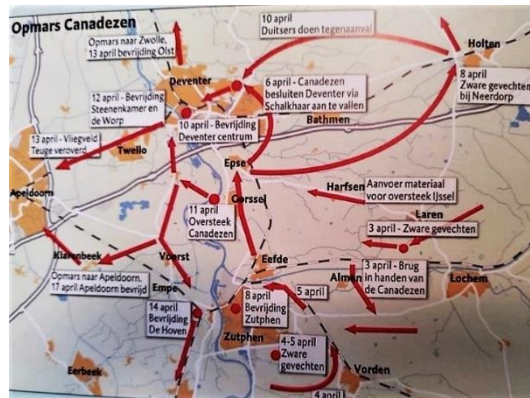 Opmars Canadezen
10 april
Duitsers doen tegenaanval
Holten
Opmars naar Zwolle,
13 april bevrijding Olst
Deventer
6 april - Canadezen
besluiten Deventer via
Schalkhaar aan te vallen
8 april
Zware gevechten
bij Neerdorp
12 april - Bevrijding
Steenenkamer en
de Worp
10 april - Bevrijding
Deventer centrum
Bathmen
13 april - Vliegveld
Teuge veroverd
Twello
Epse
Apeldoorn
Harfsen
Aanvoer materiaal
voor oversteek IJssel
Gorssel
11 april
Oversteek
Canadezen
Laren
3 april - Zware gevechten
Klarenbeek
Voorst
Eefde
3 april - Brug
in handen van
de Canadezen
Almen
Lochem
Opmars naar Apeldoorn,
17 april Apeldoorn bevrijd
Empe
5 april
8 april
Bevrijding
Zutphen
14 april
Bevrijding
De Hoven
Zutphen
4-5 april
Zware
gevechten
Eerbeek
Vorden
4 april